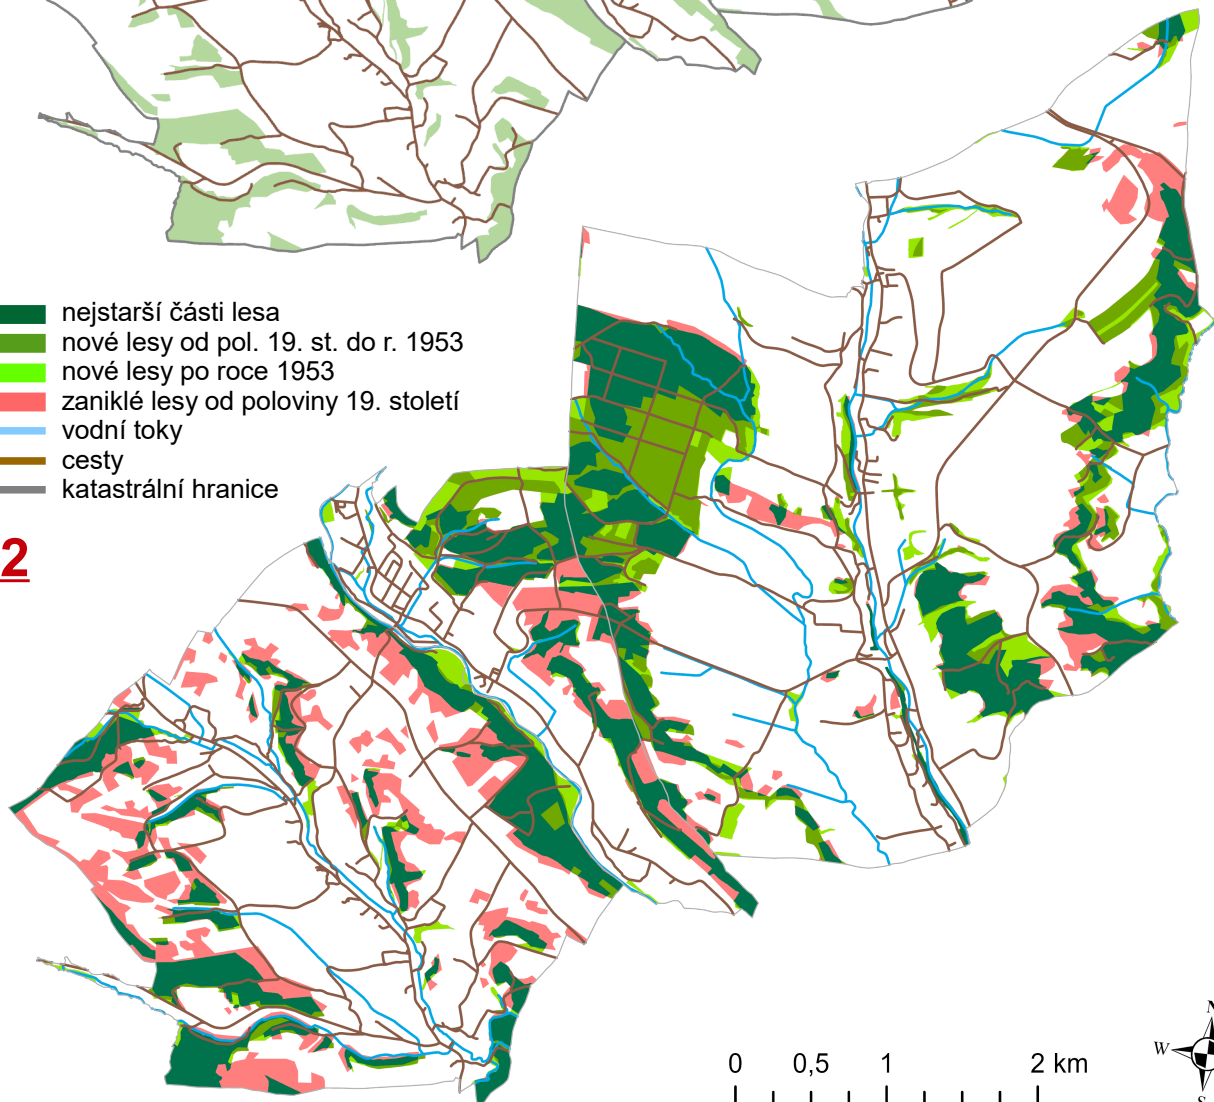 nejstarší části lesa
nové lesy od pol. 19. st. do r. 1953
nové lesy po roce 1953
zaniklé lesy od poloviny 19. století
vodní toky
cesty
katastrální hranice
2
0 0,5 1 2 km
N
W
S